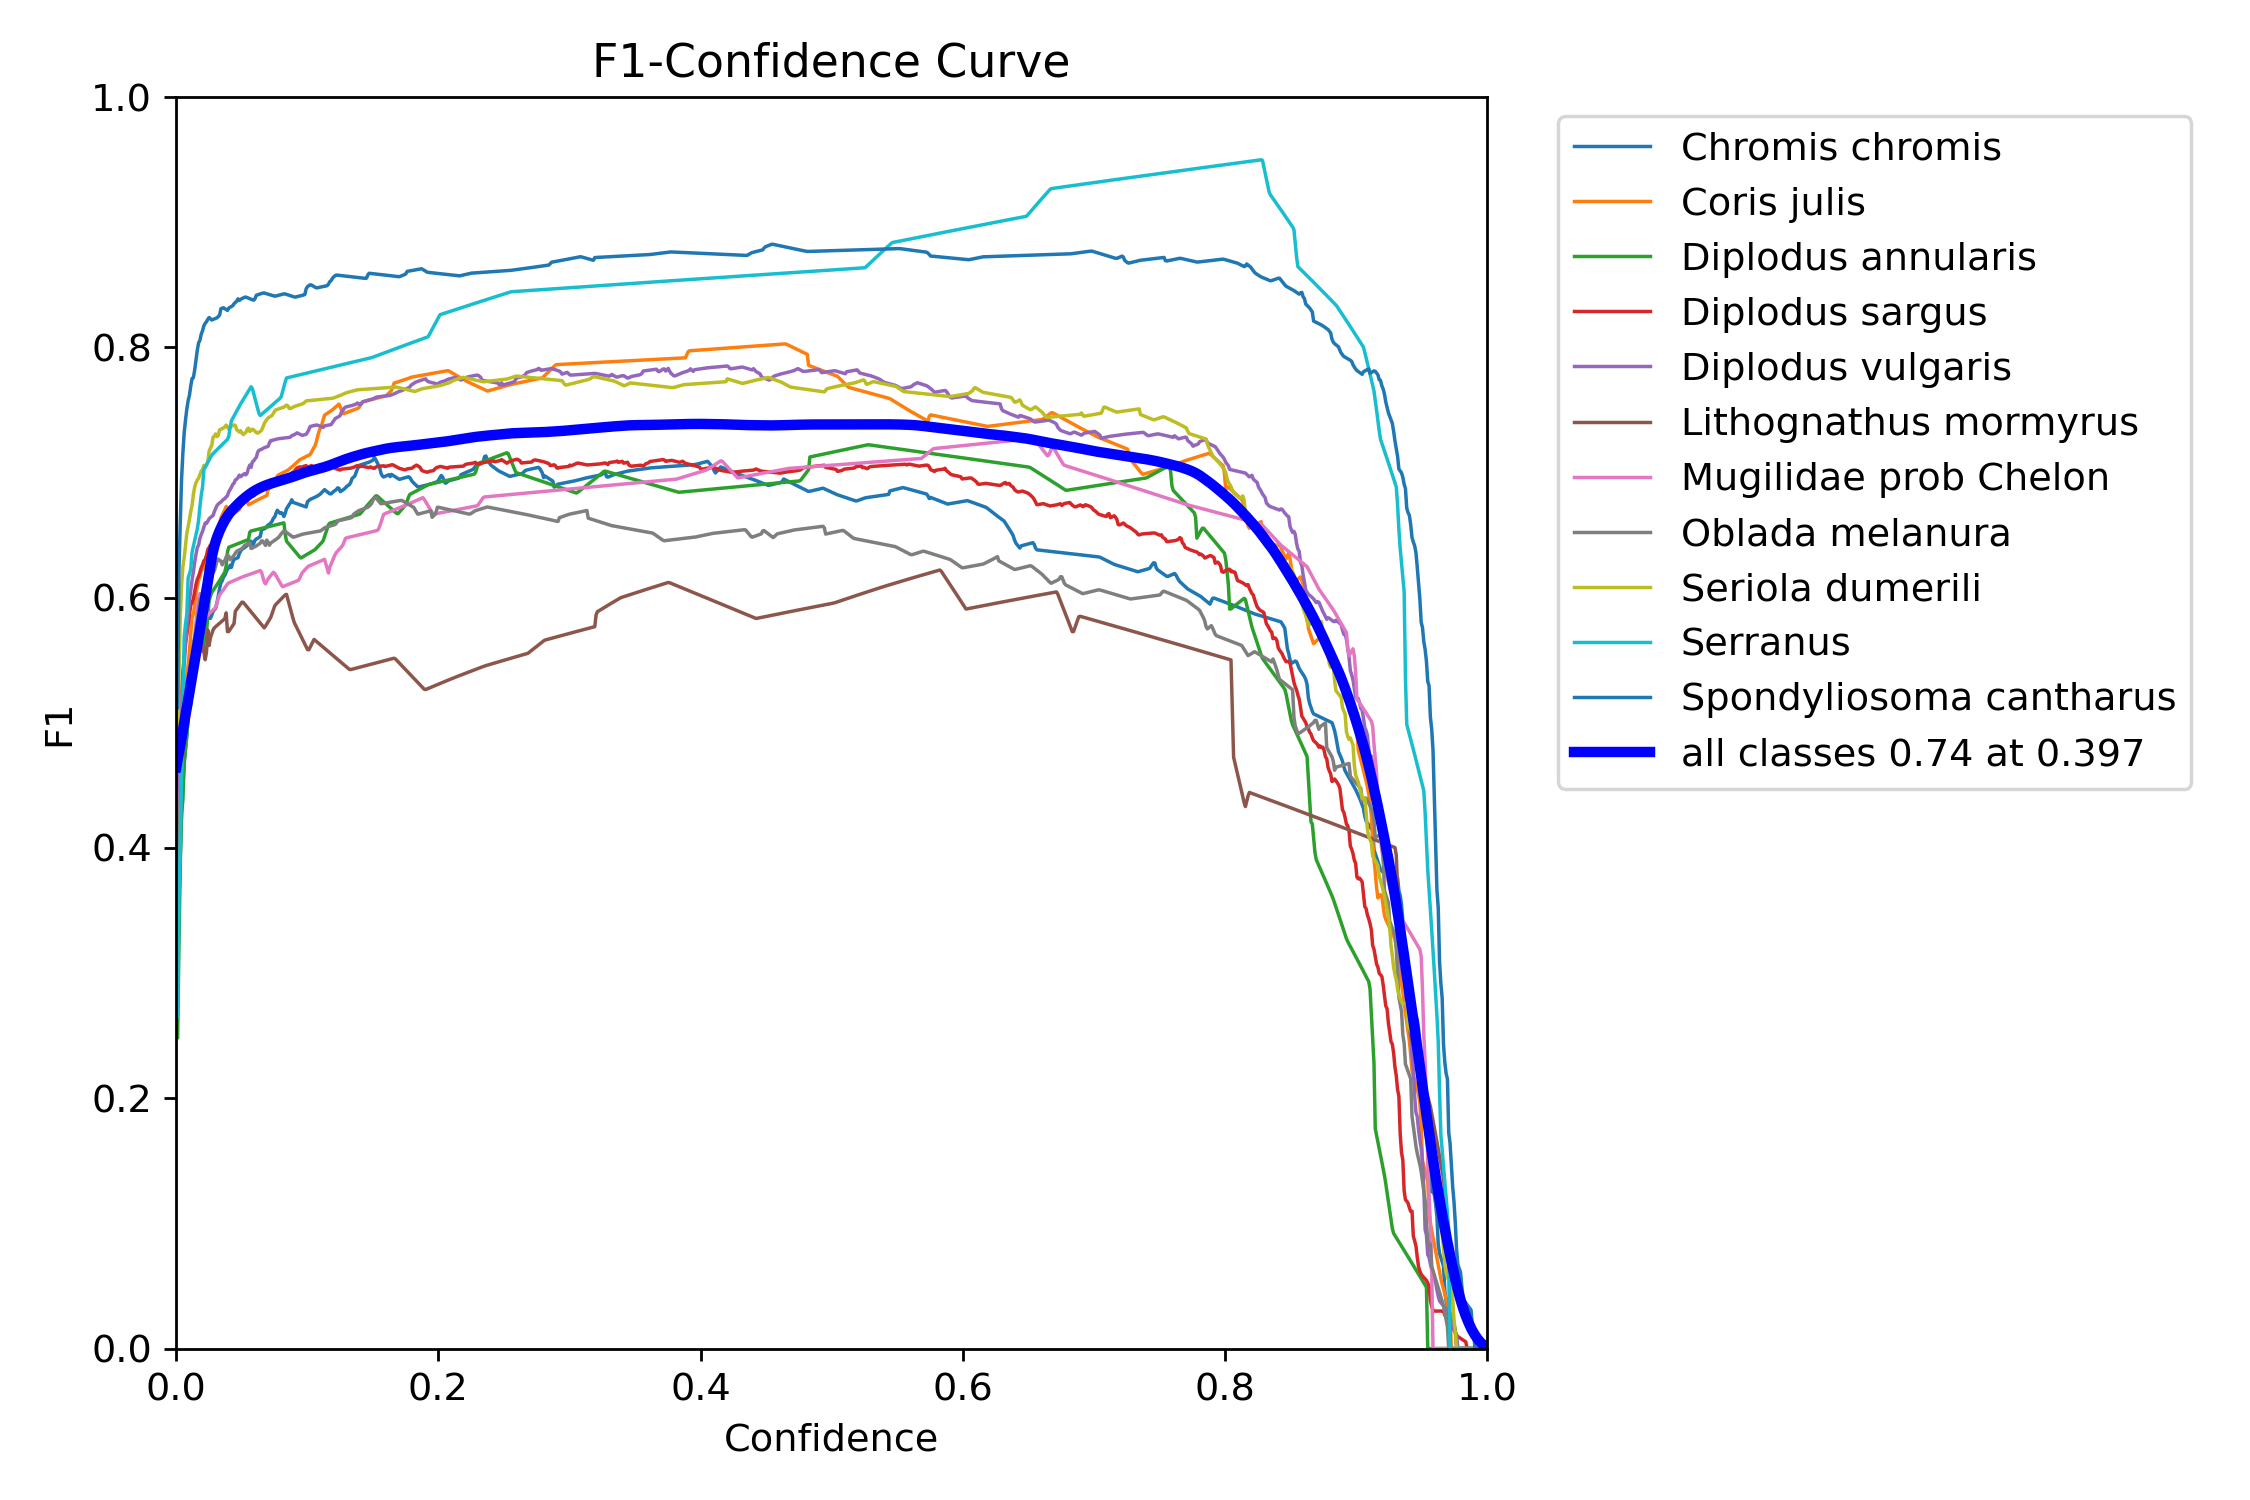 F1-Confidence Curve
1.0
0.8
0.6
0.4
0.2
0.0
F1
0.0 0.2 0.4 0.6 0.8 1.0
Confidence
Chromis chromis
Coris julis
Diplodus annularis
Diplodus sargus
Diplodus vulgaris
Lithognathus mormyrus
Mugilidae prob Chelon
Oblada melanura
Seriola dumerili
Serranus
Spondyliosoma cantharus
all classes 0.74 at 0.397